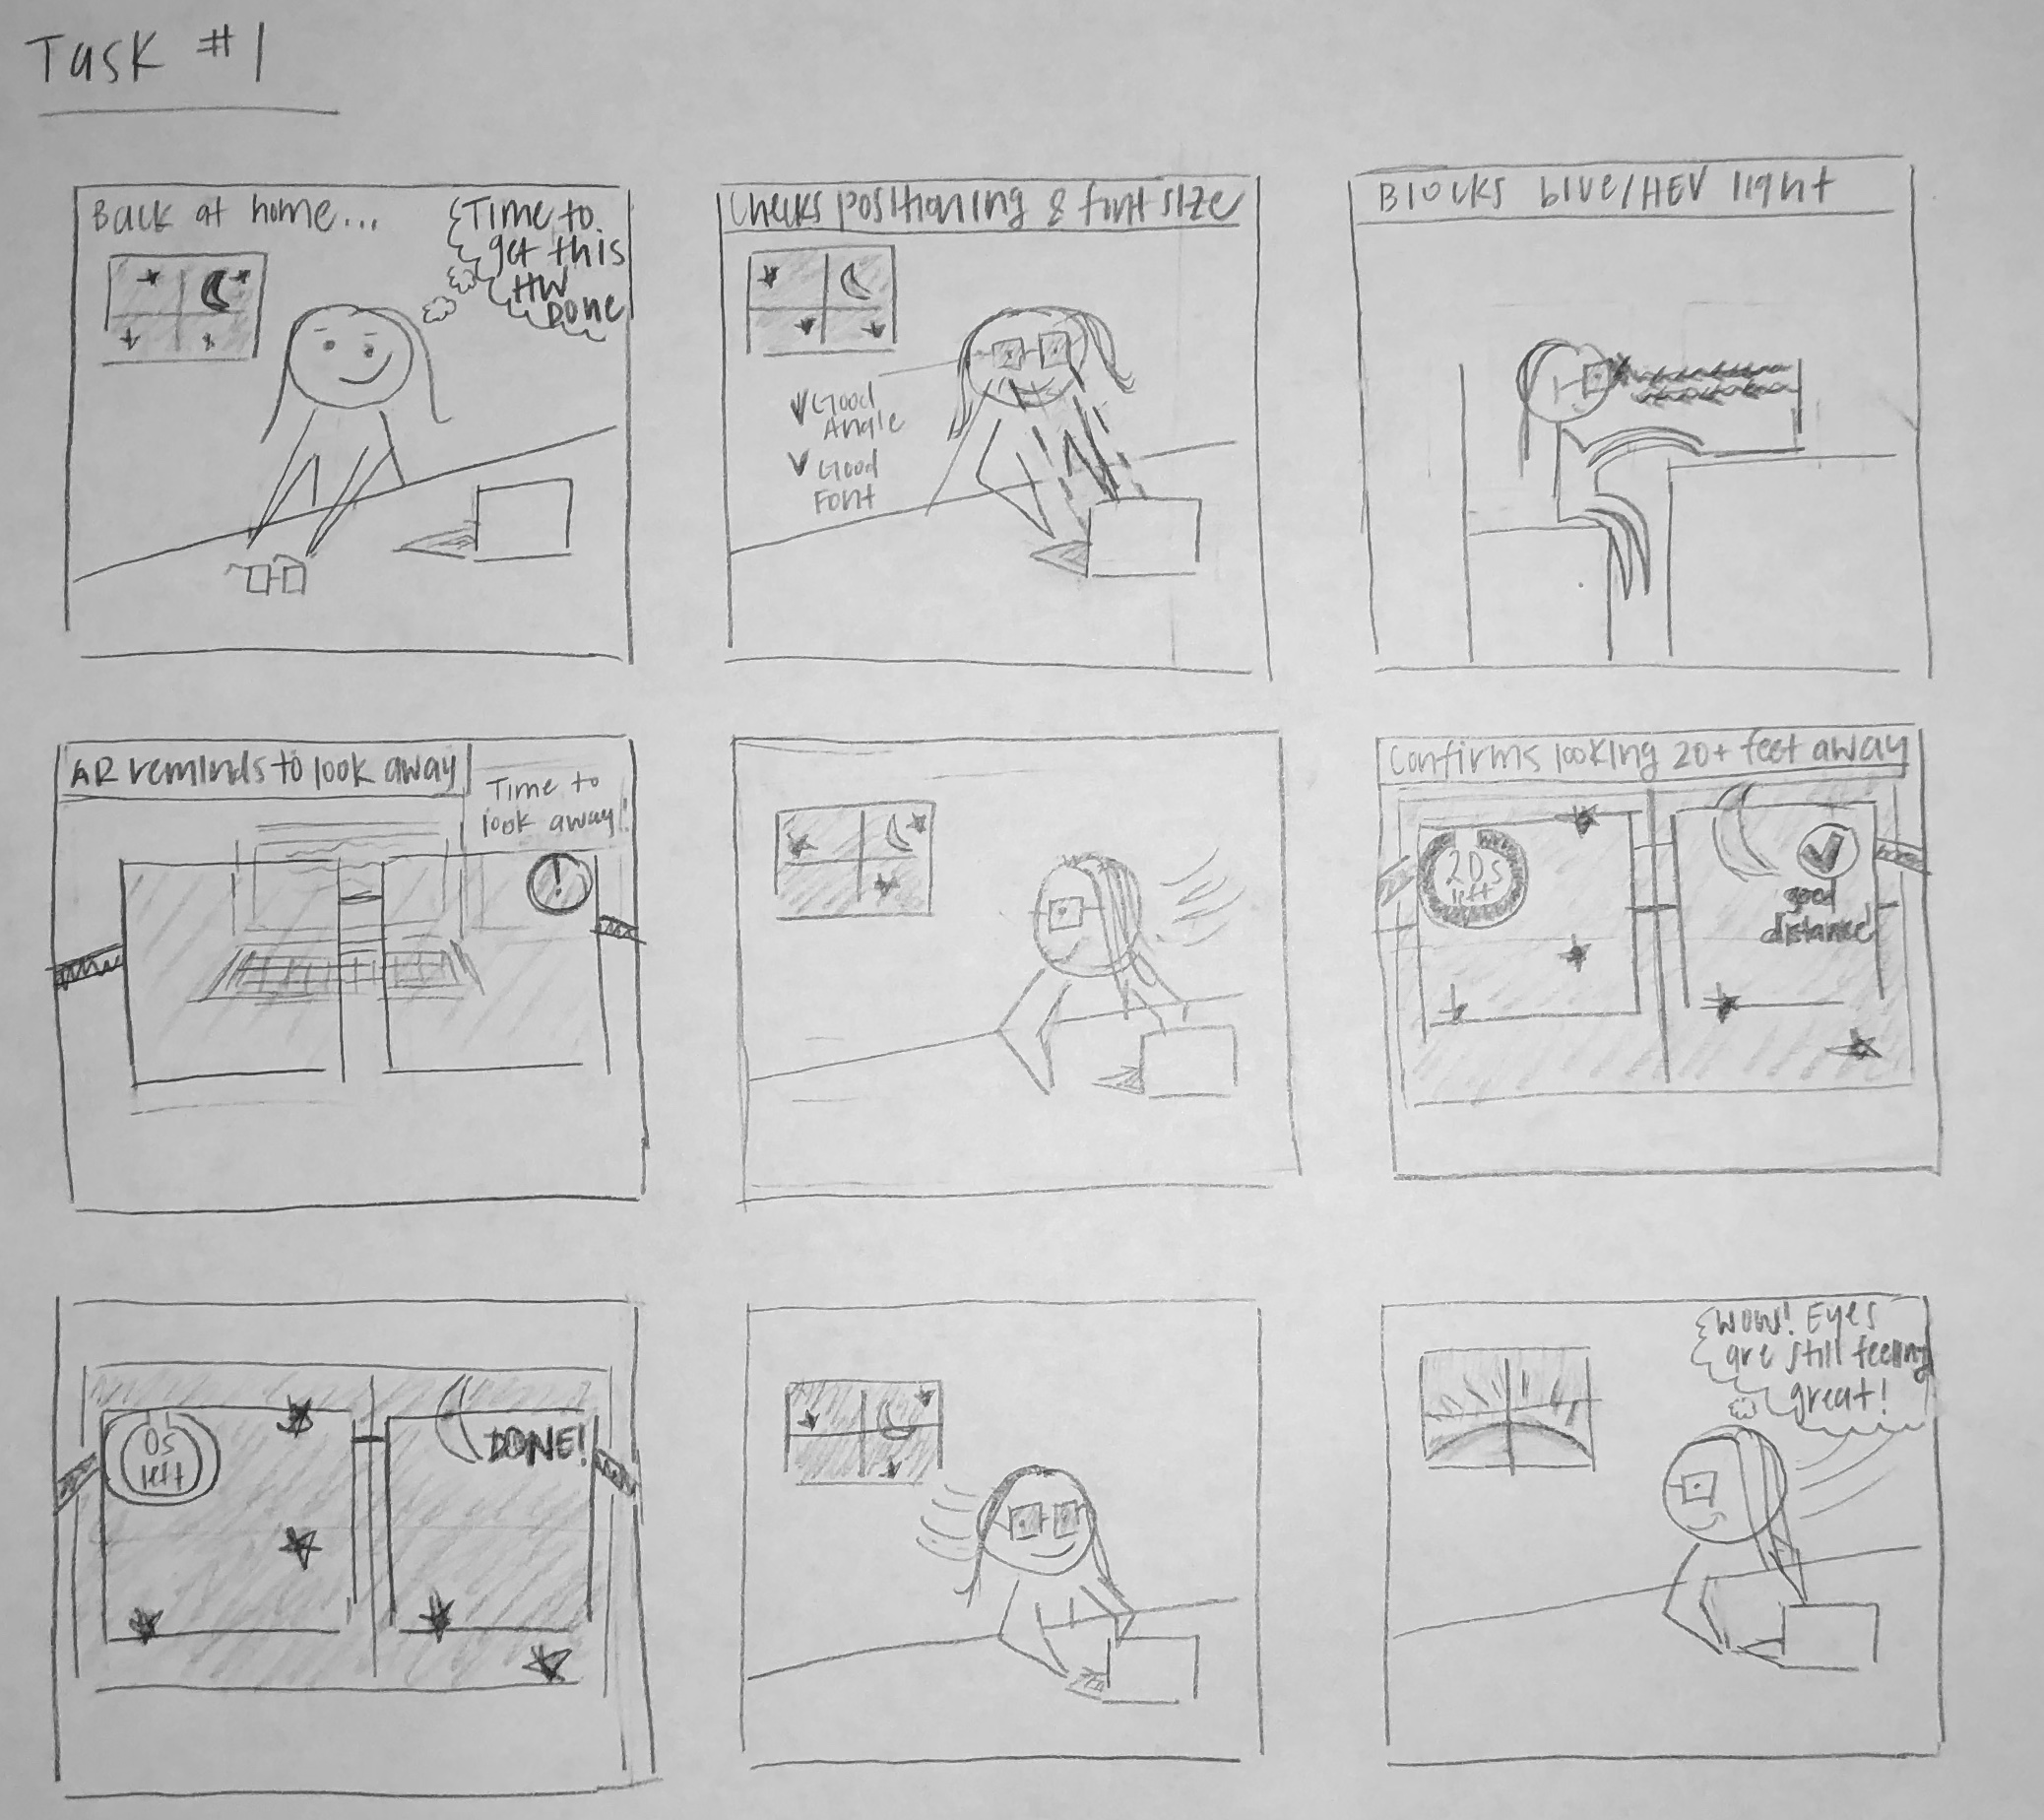 Task #1
Back at home...
Time to
get this
HW
Done
Checks positioning & font size
✓ Good
Angle
✓ Good
Font
Blocks blue/HEV light
AR reminds to look away
Time to
look away!
!
Confirms looking 20+ feet away
20s
left
good
distance
0s
left
DONE!
Wow! Eyes
are still feeling
great!